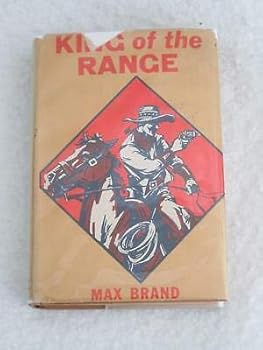 KING of the
RANGE
MAX BRAND